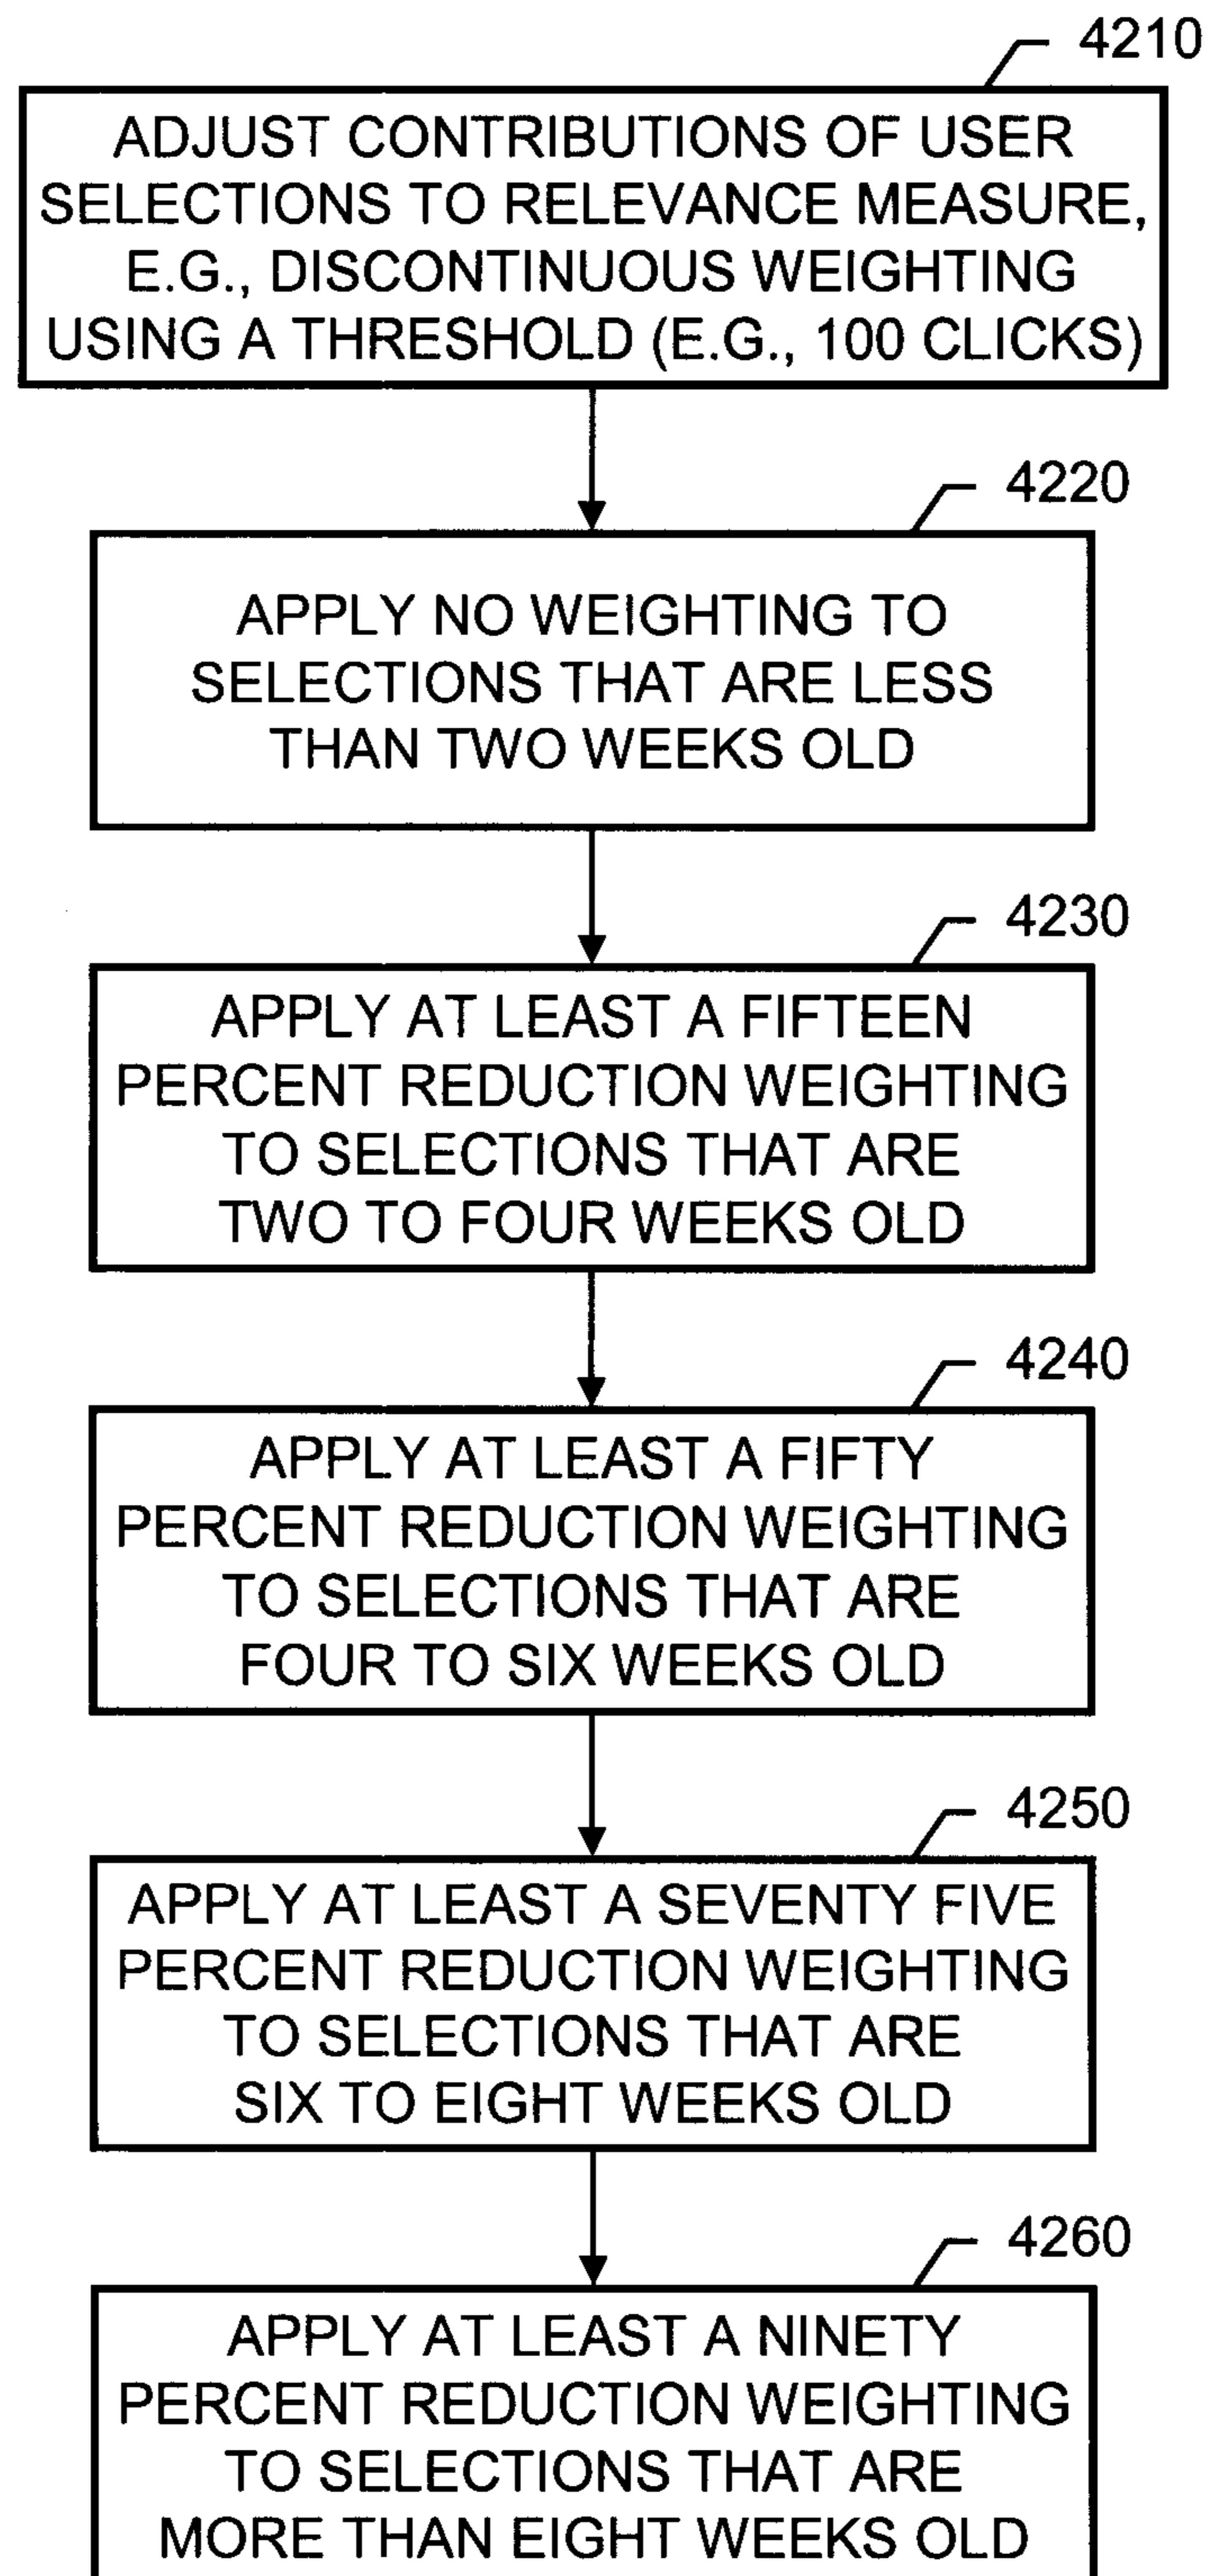 4210
ADJUST CONTRIBUTIONS OF USER
SELECTIONS TO RELEVANCE MEASURE,
E.G., DISCONTINUOUS WEIGHTING
USING A THRESHOLD (E.G., 100 CLICKS)
4220
APPLY NO WEIGHTING TO
SELECTIONS THAT ARE LESS
THAN TWO WEEKS OLD
4230
APPLY AT LEAST A FIFTEEN
PERCENT REDUCTION WEIGHTING
TO SELECTIONS THAT ARE
TWO TO FOUR WEEKS OLD
4240
APPLY AT LEAST A FIFTY
PERCENT REDUCTION WEIGHTING
TO SELECTIONS THAT ARE
FOUR TO SIX WEEKS OLD
4250
APPLY AT LEAST A SEVENTY FIVE
PERCENT REDUCTION WEIGHTING
TO SELECTIONS THAT ARE
SIX TO EIGHT WEEKS OLD
4260
APPLY AT LEAST A NINETY
PERCENT REDUCTION WEIGHTING
TO SELECTIONS THAT ARE
MORE THAN EIGHT WEEKS OLD